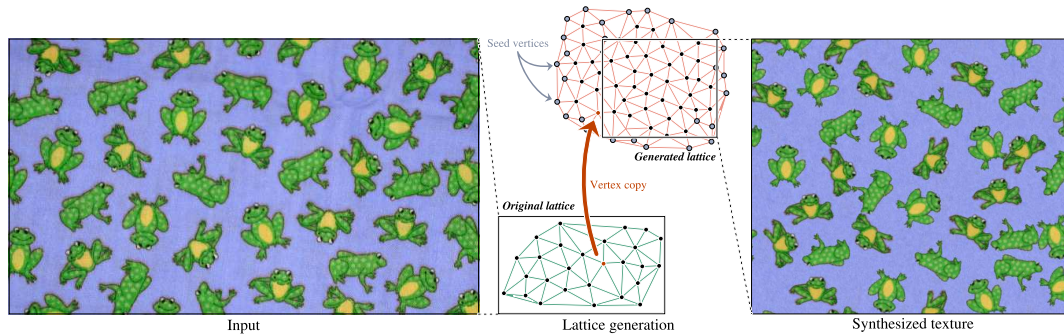 Seed vertices
Generated lattice
Vertex copy
Original lattice
Input
Lattice generation
Synthesized texture